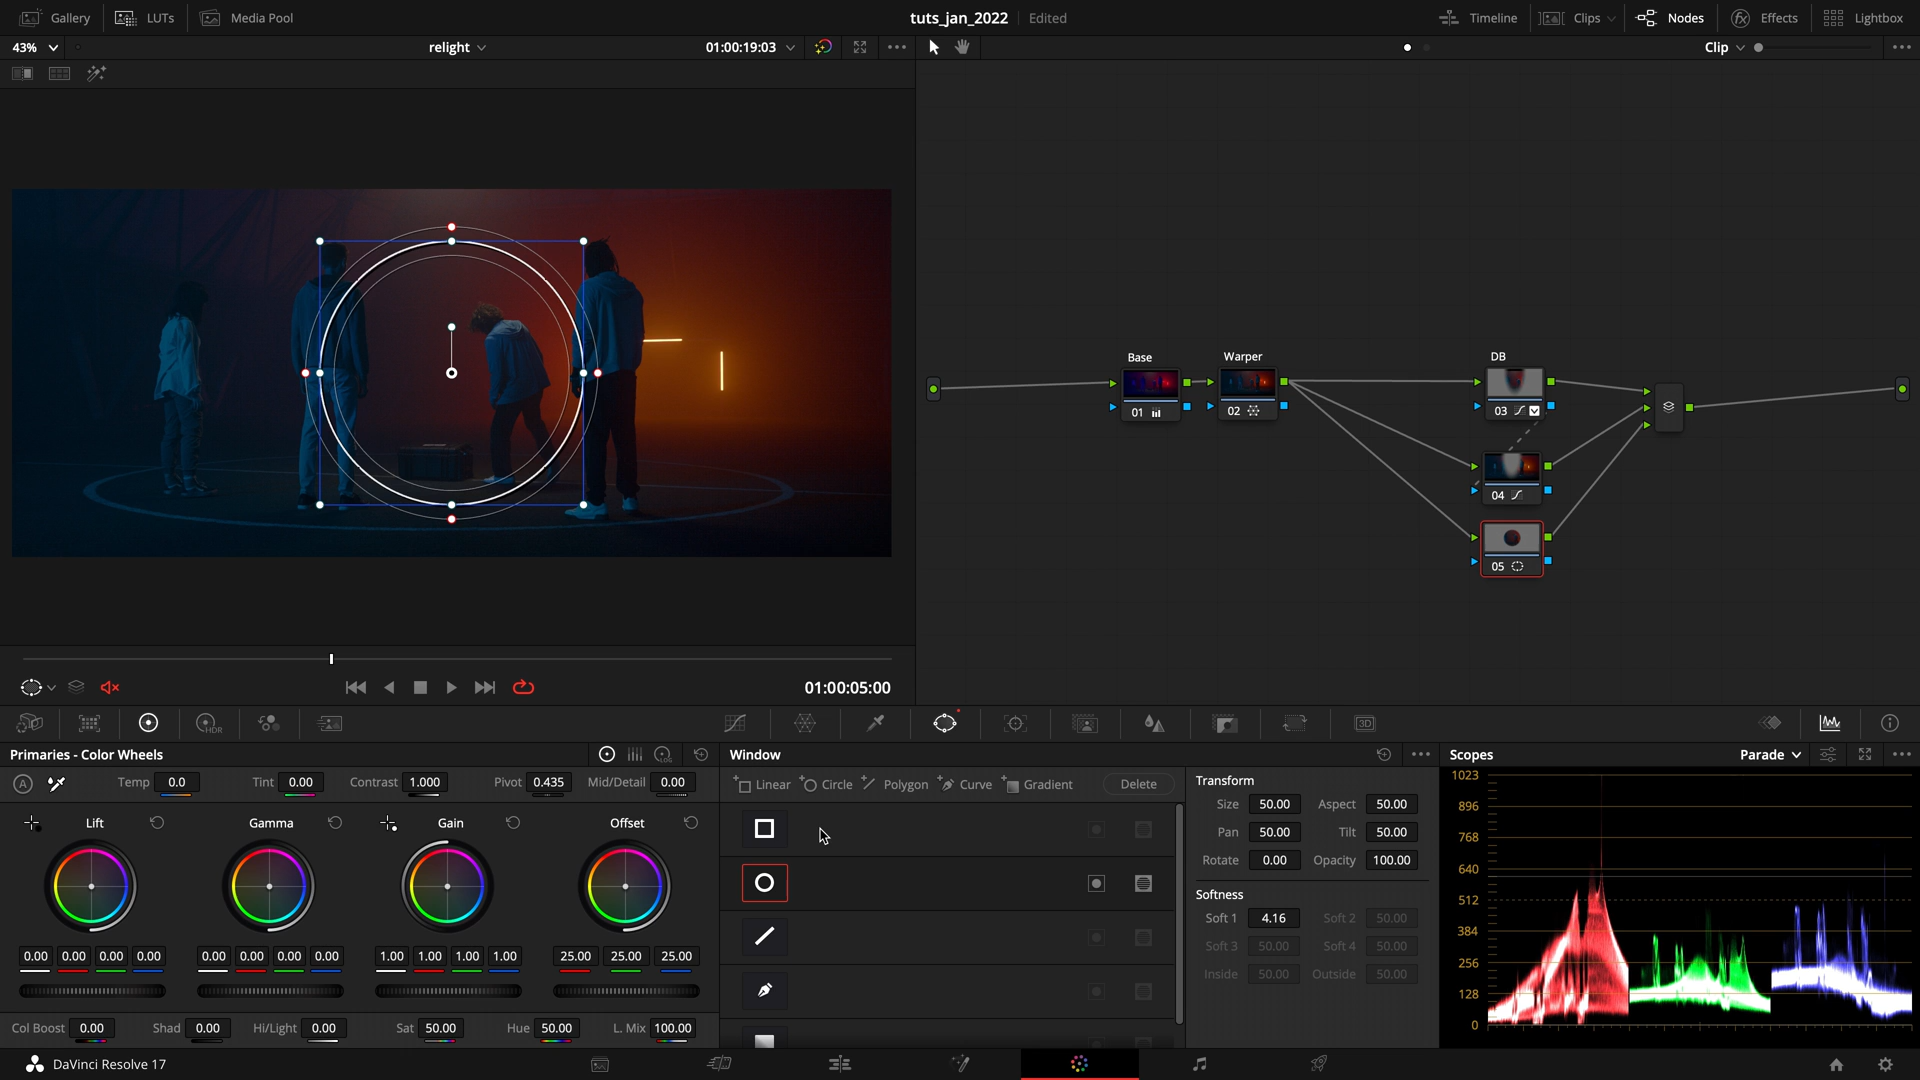 Gallery LUTs Media Pool tuts_jan_2022 Edited Timeline Clips Nodes Effects Lightbox
43% relight 01:00:19:03 Clip
Base Warper DB
01 02 03
04
05
01:00:05:00
HDR 3D
Primaries - Color Wheels LOG Window Scopes Parade
A Temp 0.0 Tint 0.00 Contrast 1.000 Pivot 0.435 Mid/Detail 0.00 Linear Circle Polygon Curve Gradient Delete Transform 1023
Size 50.00 Aspect 50.00 896
Lift Gamma Gain Offset Pan 50.00 Tilt 50.00 768
Rotate 0.00 Opacity 100.00 640
Softness 512
Soft 1 4.16 Soft 2 50.00 384
Soft 3 50.00 Soft 4 50.00
0.00 0.00 0.00 0.00 0.00 0.00 0.00 0.00 1.00 1.00 1.00 1.00 25.00 25.00 25.00 256
Inside 50.00 Outside 50.00 128
Col Boost 0.00 Shad 0.00 Hi/Light 0.00 Sat 50.00 Hue 50.00 L. Mix 100.00 0
DaVinci Resolve 17